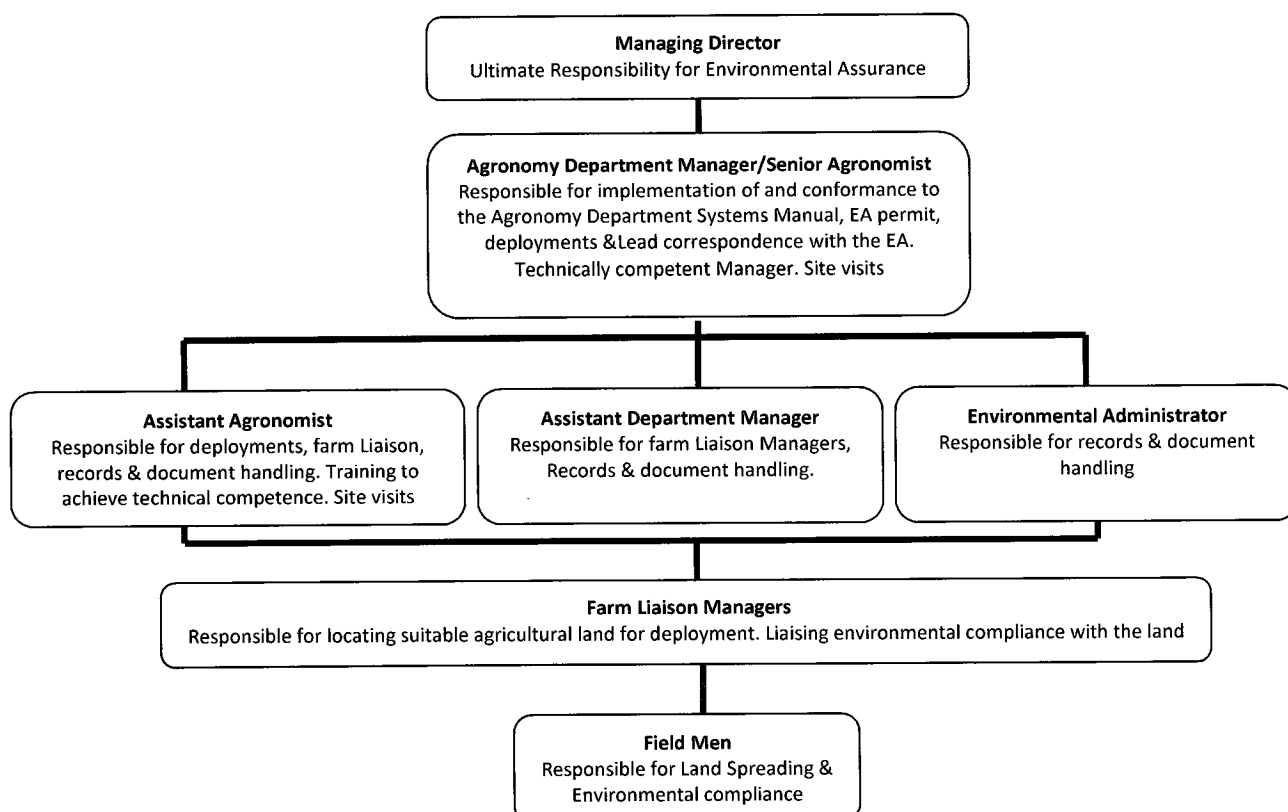 Managing Director
Ultimate Responsibility for Environmental Assurance
Agronomy Department Manager/Senior Agronomist
Responsible for implementation of and conformance to
the Agronomy Department Systems Manual, EA permit,
deployments &Lead correspondence with the EA.
Technically competent Manager. Site visits
Assistant Agronomist
Responsible for deployments, farm Liaison,
records & document handling. Training to
achieve technical competence. Site visits
Assistant Department Manager
Responsible for farm Liaison Managers,
Records & document handling.
Environmental Administrator
Responsible for records & document
handling
Farm Liaison Managers
Responsible for locating suitable agricultural land for deployment. Liaising environmental compliance with the land
Field Men
Responsible for Land Spreading &
Environmental compliance